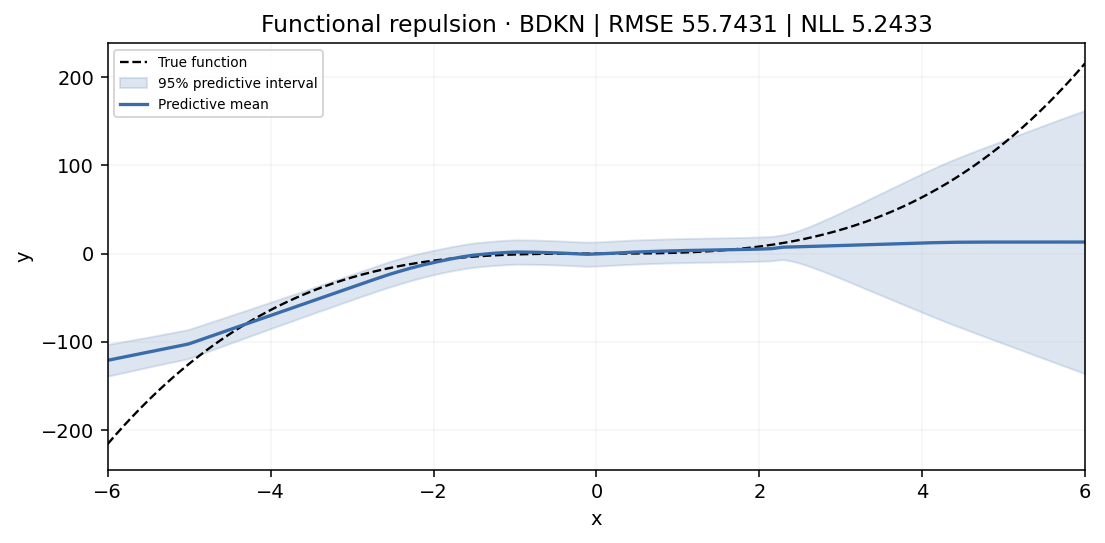 Functional repulsion · BDKN | RMSE 55.7431 | NLL 5.2433
True function
95% predictive interval
Predictive mean
200
100
0
−100
−200
y
−6 −4 −2 0 2 4 6
x